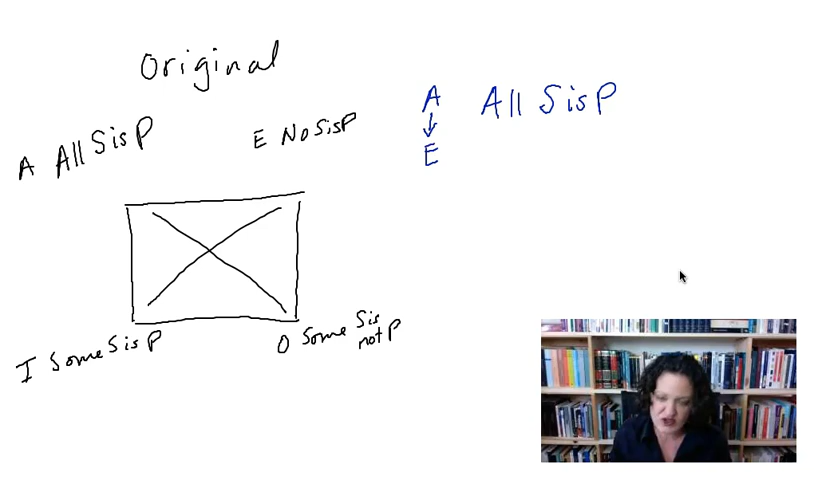 Original
A All S is P
E No S is P
I Some S is P
O Some S is
not P
A All S is P
E